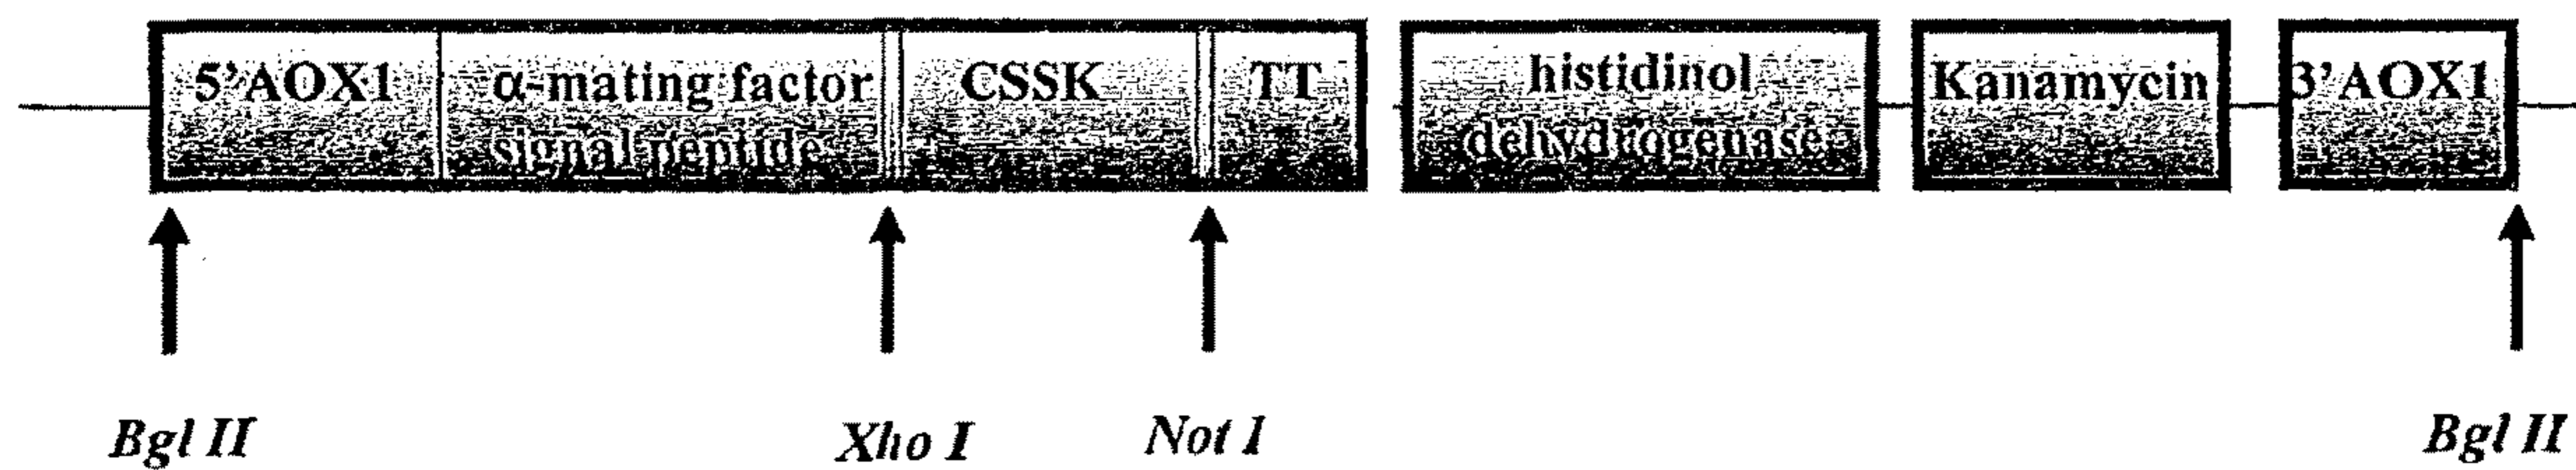 5'AOX1 α-mating factor CSSK TT histidinol Kanamycin 3'AOX1
signal peptide dehydrogenase
Bgl II Xho I Not I Bgl II